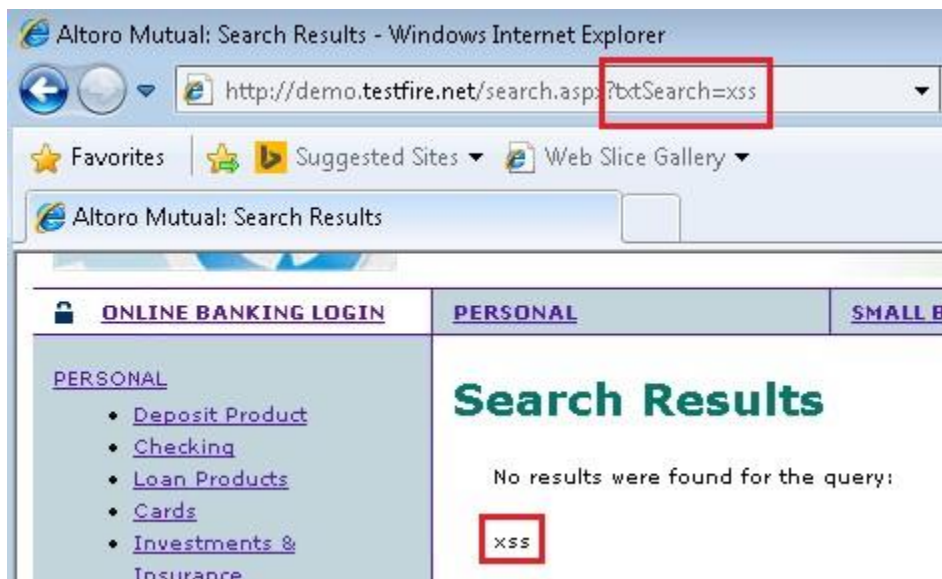 Altoro Mutual: Search Results - Windows Internet Explorer
http://demo.testfire.net/search.aspx?txtSearch=xss
Favorites Suggested Sites Web Slice Gallery
Altoro Mutual: Search Results
ONLINE BANKING LOGIN PERSONAL SMALL B
PERSONAL
Deposit Product
Checking
Loan Products
Cards
Investments &
Insurance
Search Results
No results were found for the query:
xss